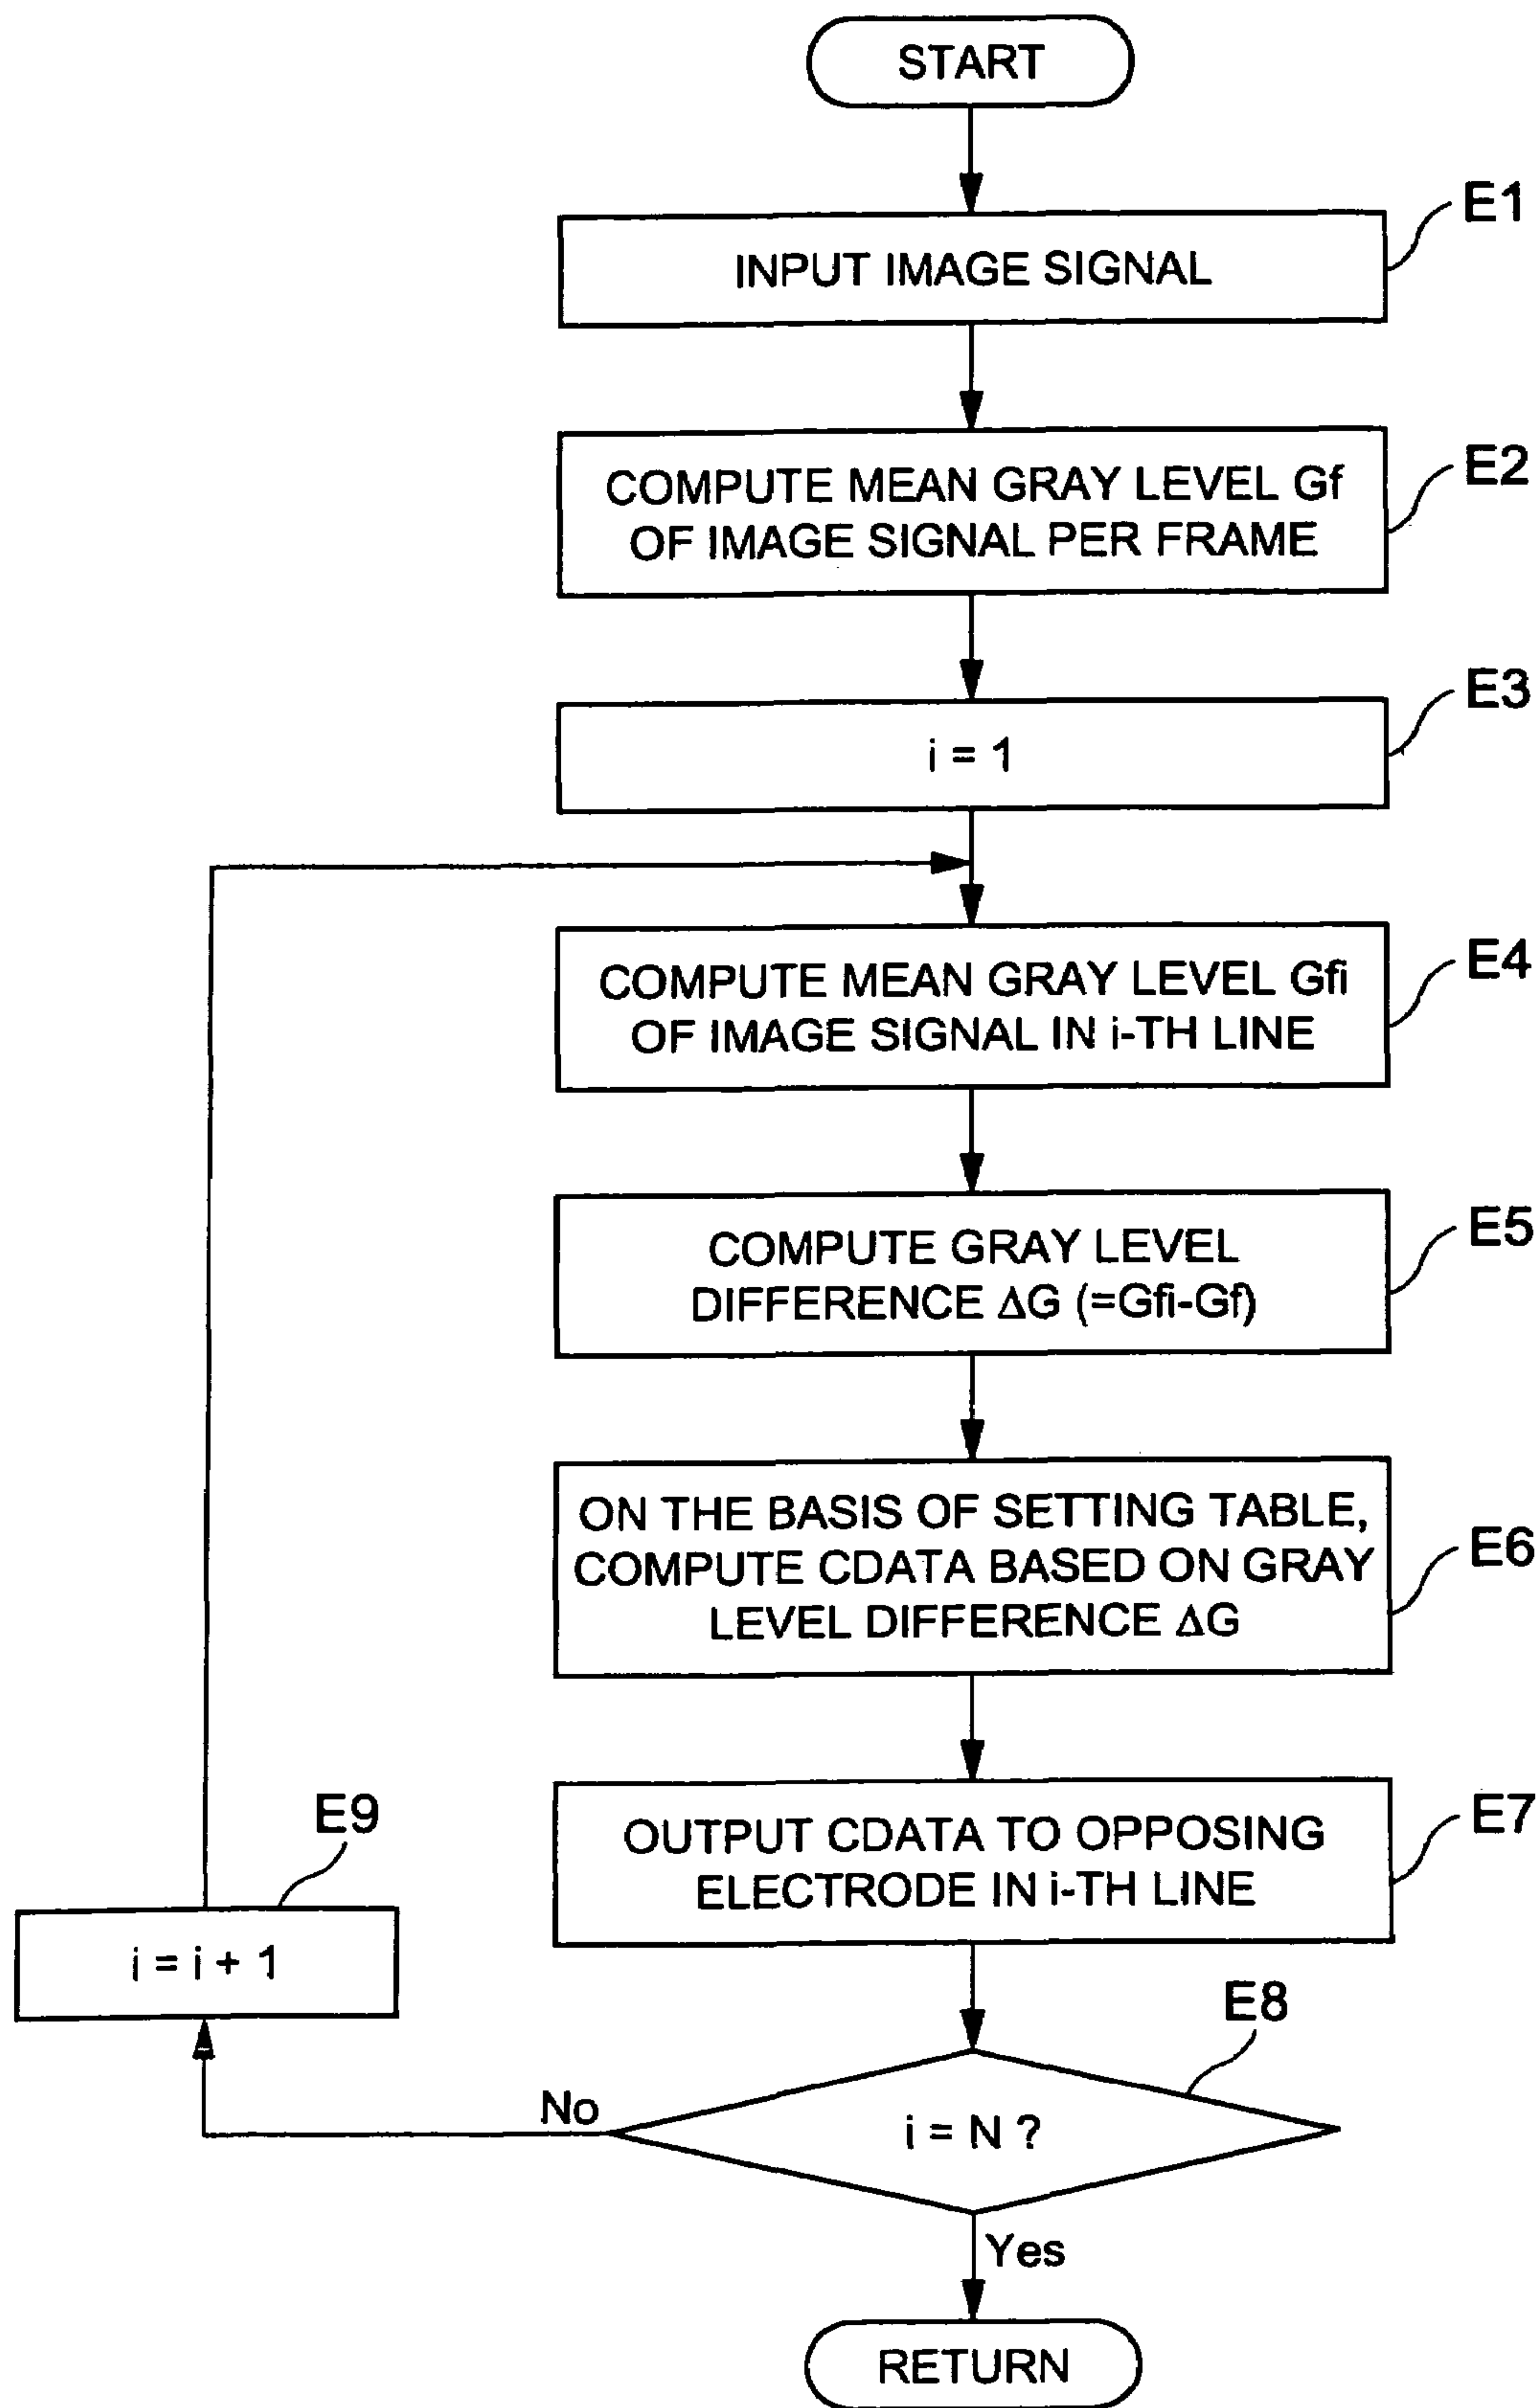 START
E1
INPUT IMAGE SIGNAL
E2
COMPUTE MEAN GRAY LEVEL Gf
OF IMAGE SIGNAL PER FRAME
E3
i = 1
E4
COMPUTE MEAN GRAY LEVEL Gfi
OF IMAGE SIGNAL IN i-TH LINE
E5
COMPUTE GRAY LEVEL
DIFFERENCE ΔG (=Gfi-Gf)
E6
ON THE BASIS OF SETTING TABLE,
COMPUTE CDATA BASED ON GRAY
LEVEL DIFFERENCE ΔG
E7
OUTPUT CDATA TO OPPOSING
ELECTRODE IN i-TH LINE
E9
i = i + 1
E8
No
i = N ?
Yes
RETURN